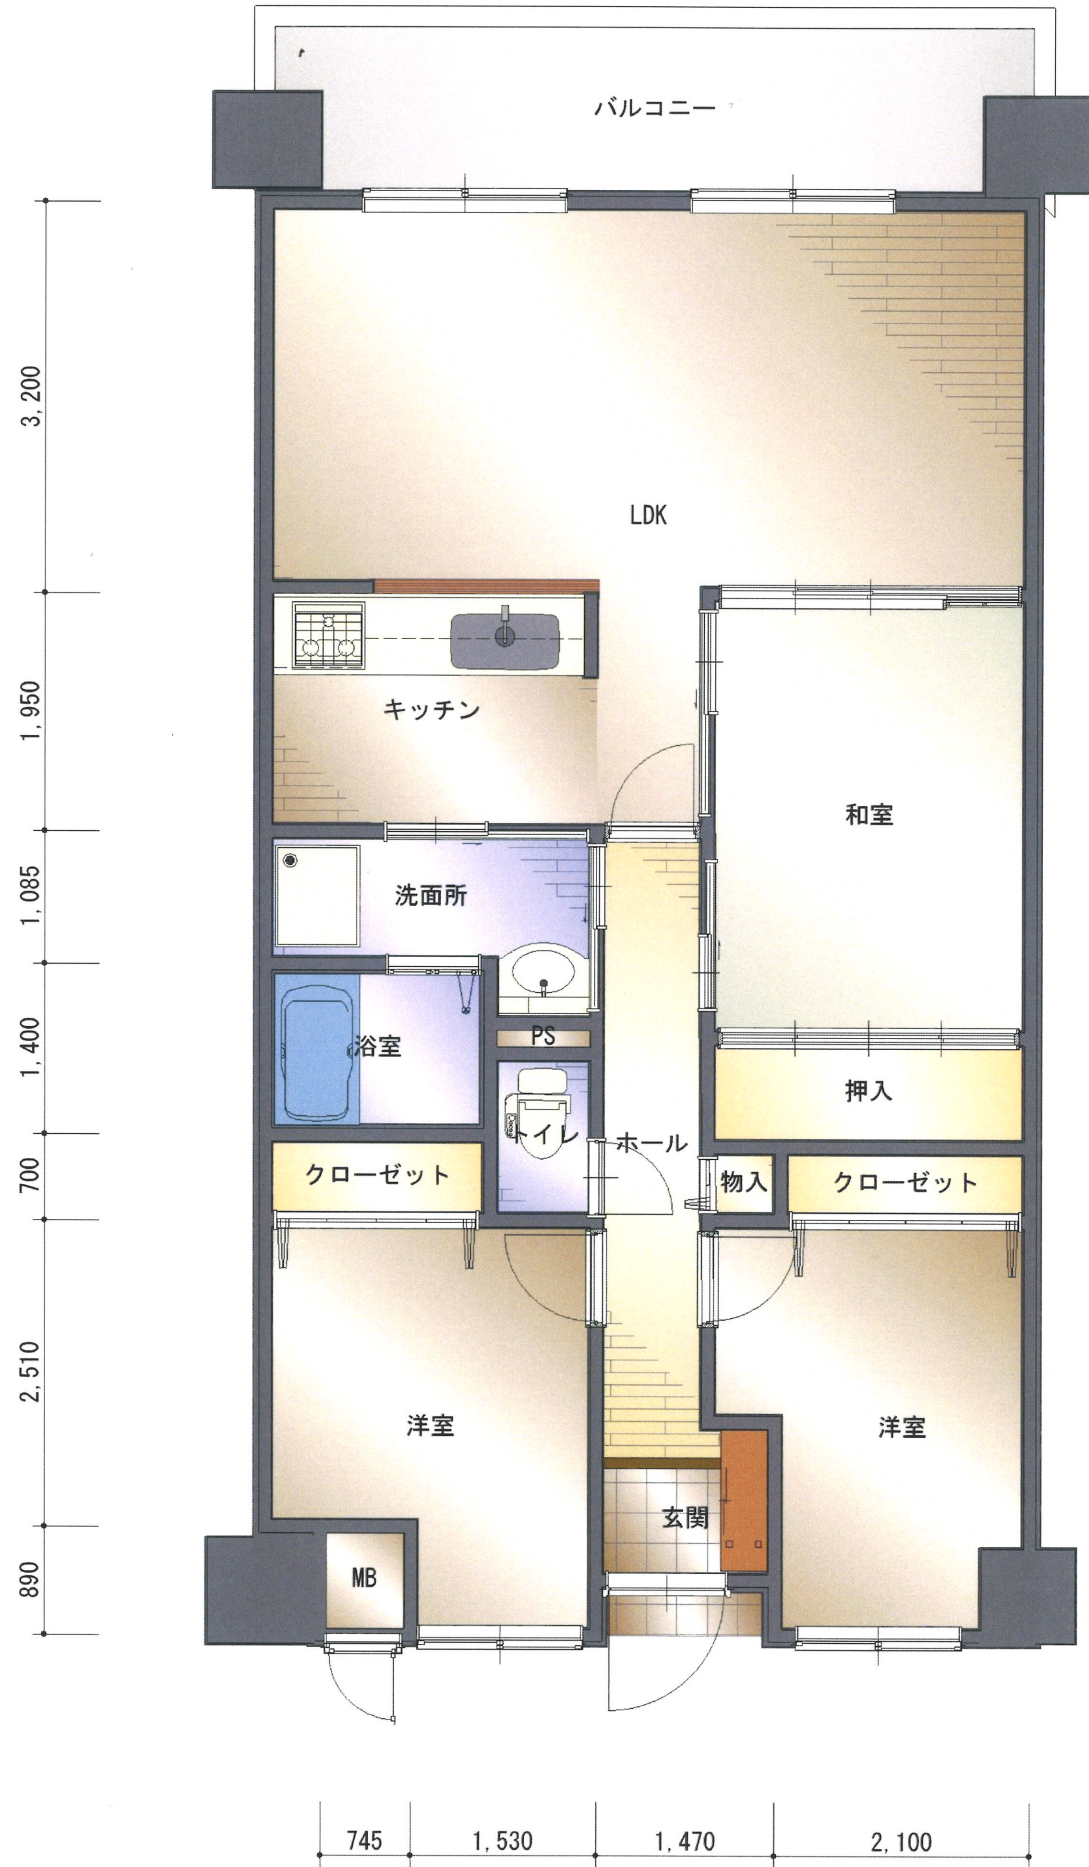 バルコニー
3,200
LDK
1,950
キッチン
和室
1,085
洗面所
1,400
浴室
PS
押入
トイレ
ホール
700
クローゼット
物入
クローゼット
2,510
洋室
洋室
玄関
890
MB
745
1,530
1,470
2,100